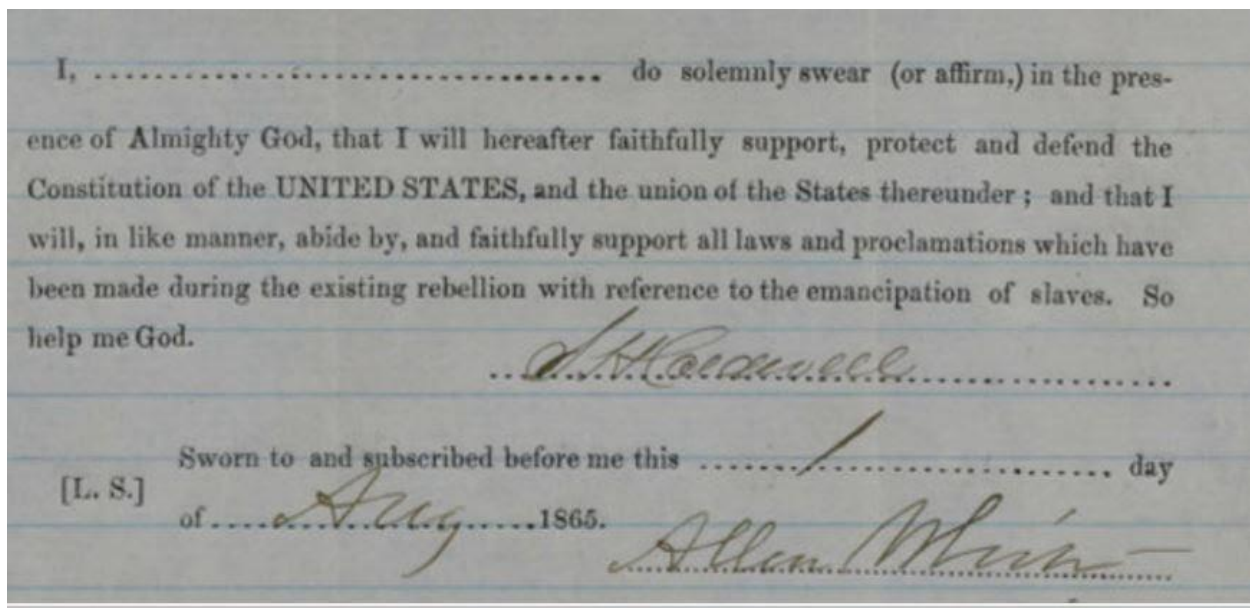 I, .................................... do solemnly swear (or affirm,) in the pres-
ence of Almighty God, that I will hereafter faithfully support, protect and defend the
Constitution of the UNITED STATES, and the union of the States thereunder ; and that I
will, in like manner, abide by, and faithfully support all laws and proclamations which have
been made during the existing rebellion with reference to the emancipation of slaves. So
help me God.
Sworn to and subscribed before me this 1 day
[L. S.]
of Aug 1865.
Allen